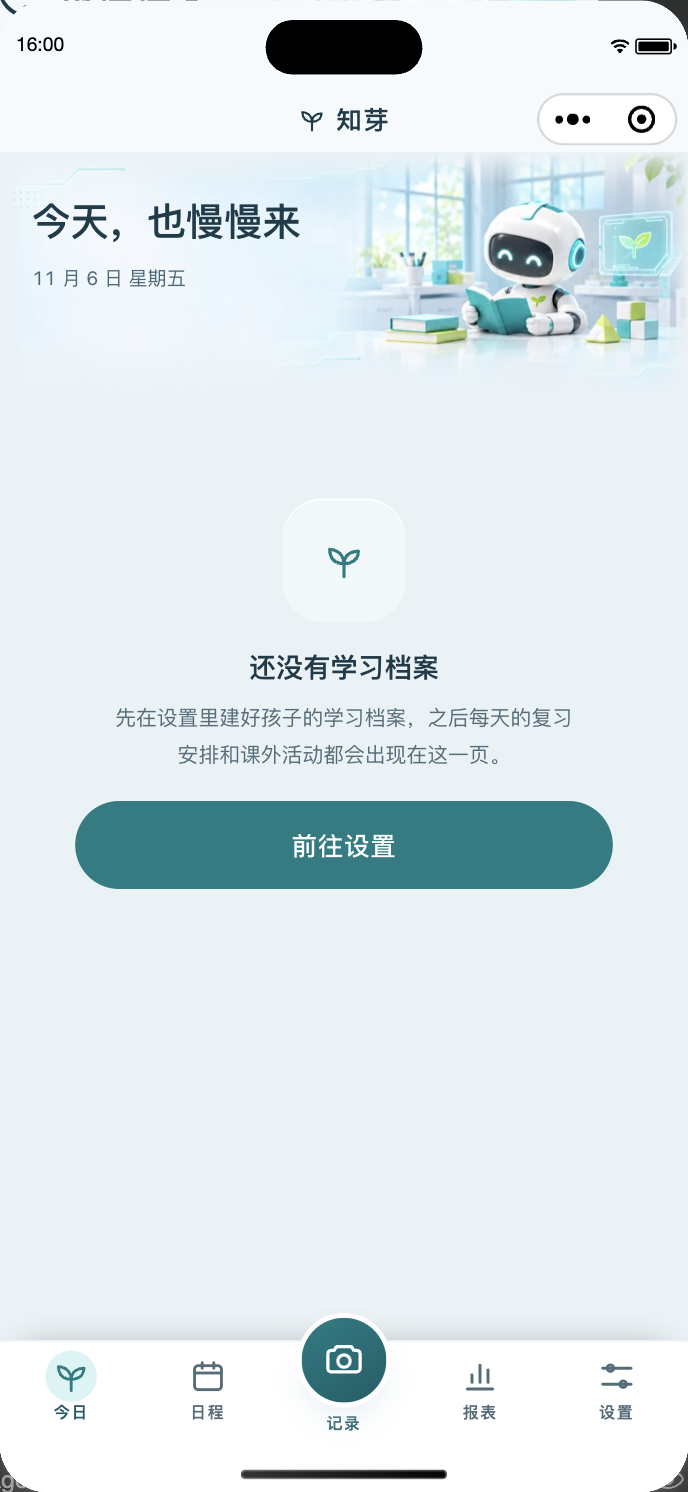 16:00
知芽
今天，也慢慢来
11 月 6 日 星期五
还没有学习档案
先在设置里建好孩子的学习档案，之后每天的复习
安排和课外活动都会出现在这一页。
前往设置
今日
日程
记录
报表
设置